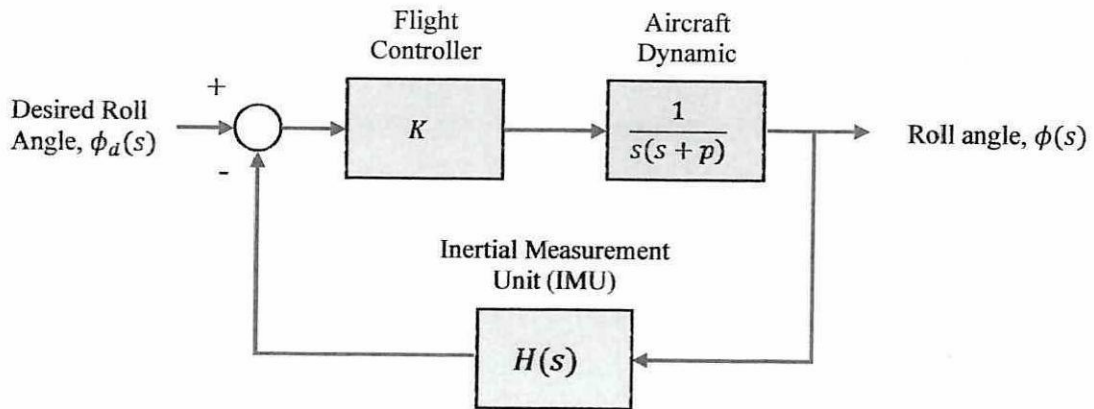 Flight
Controller
Aircraft
Dynamic
+
Desired Roll
Angle, ϕ_d(s)
-
K
1
s(s + p)
Roll angle, ϕ(s)
Inertial Measurement
Unit (IMU)
H(s)